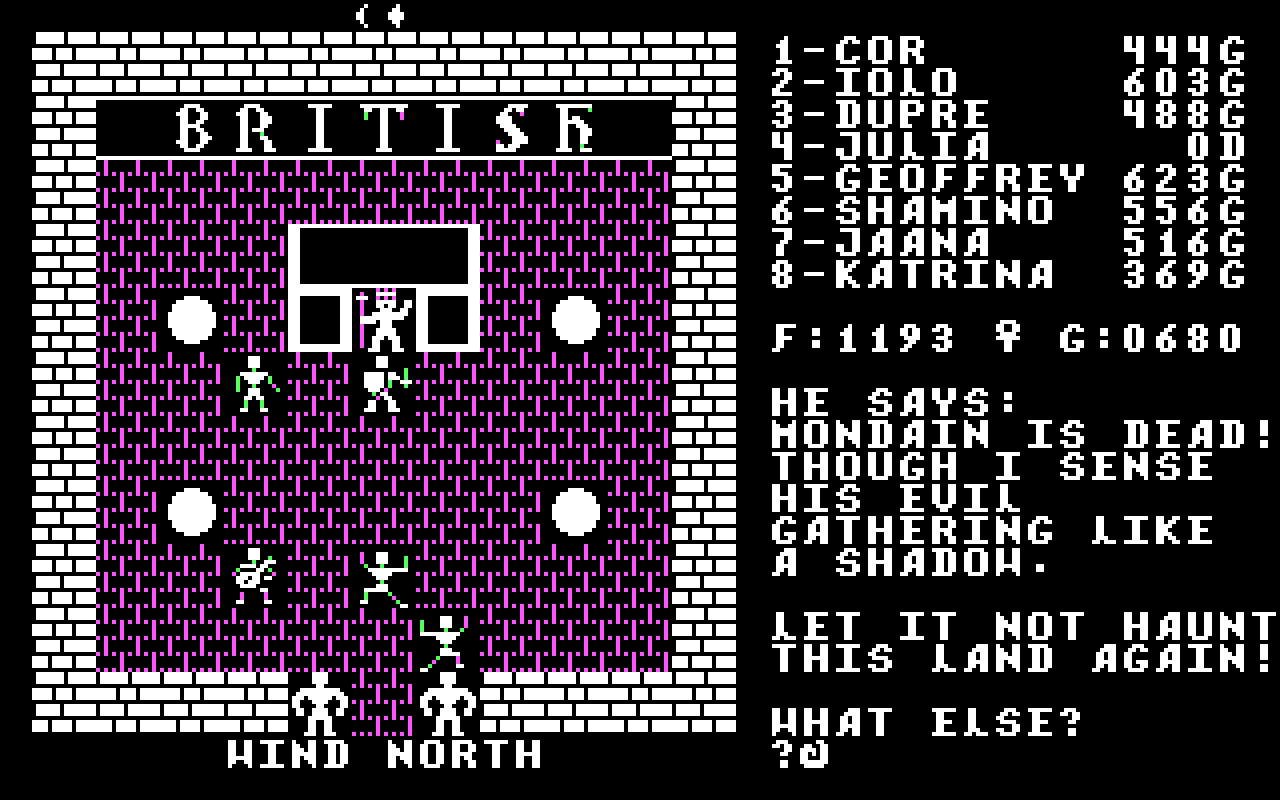 BRITISH
WIND NORTH
1-COR 444G
2-IOLO 603G
3-DUPRE 488G
4-JULIA 0D
5-GEOFFREY 623G
6-SHAMINO 556G
7-JAANA 516G
8-KATRINA 369G
F:1193 G:0680
HE SAYS:
MONDAIN IS DEAD!
THOUGH I SENSE
HIS EVIL
GATHERING LIKE
A SHADOW.
LET IT NOT HAUNT
THIS LAND AGAIN!
WHAT ELSE?
?